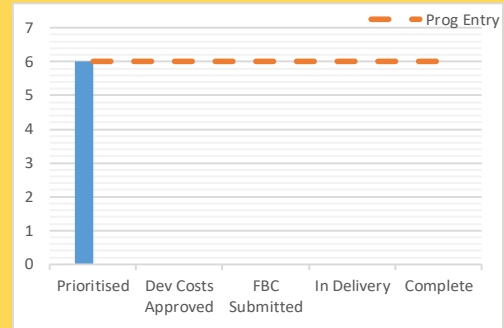 Prog Entry
7
6
5
4
3
2
1
0
Prioritised Dev Costs FBC In Delivery Complete
Approved Submitted